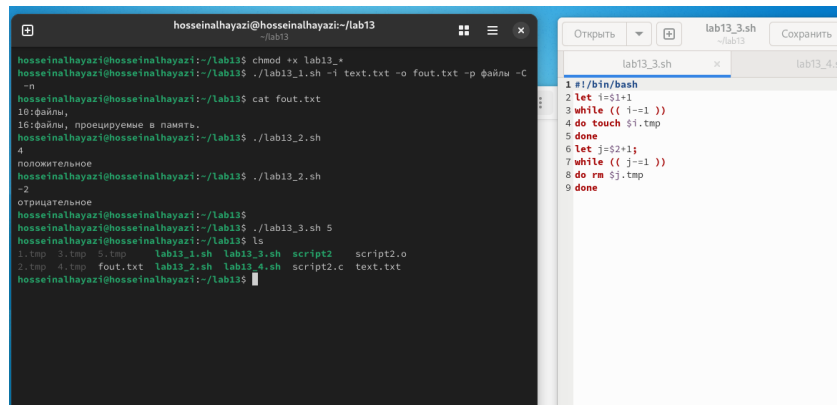 hosseinalhayazi@hosseinalhayazi:~/lab13
~/lab13
hosseinalhayazi@hosseinalhayazi:~/lab13$ chmod +x lab13_*
hosseinalhayazi@hosseinalhayazi:~/lab13$ ./lab13_1.sh -i text.txt -o fout.txt -p файлы -C
-n
hosseinalhayazi@hosseinalhayazi:~/lab13$ cat fout.txt
10:файлы,
16:файлы, проецируемые в память.
hosseinalhayazi@hosseinalhayazi:~/lab13$ ./lab13_2.sh
4
положительное
hosseinalhayazi@hosseinalhayazi:~/lab13$ ./lab13_2.sh
-2
отрицательное
hosseinalhayazi@hosseinalhayazi:~/lab13$
hosseinalhayazi@hosseinalhayazi:~/lab13$ ./lab13_3.sh 5
hosseinalhayazi@hosseinalhayazi:~/lab13$ ls
1.tmp 3.tmp 5.tmp lab13_1.sh lab13_3.sh script2 script2.o
2.tmp 4.tmp fout.txt lab13_2.sh lab13_4.sh script2.c text.txt
hosseinalhayazi@hosseinalhayazi:~/lab13$
Открыть lab13_3.sh Сохранить
~/lab13
lab13_3.sh × lab13_4.s
1 #!/bin/bash
2 let i=$1+1
3 while (( i-=1 ))
4 do touch $i.tmp
5 done
6 let j=$2+1;
7 while (( j-=1 ))
8 do rm $j.tmp
9 done